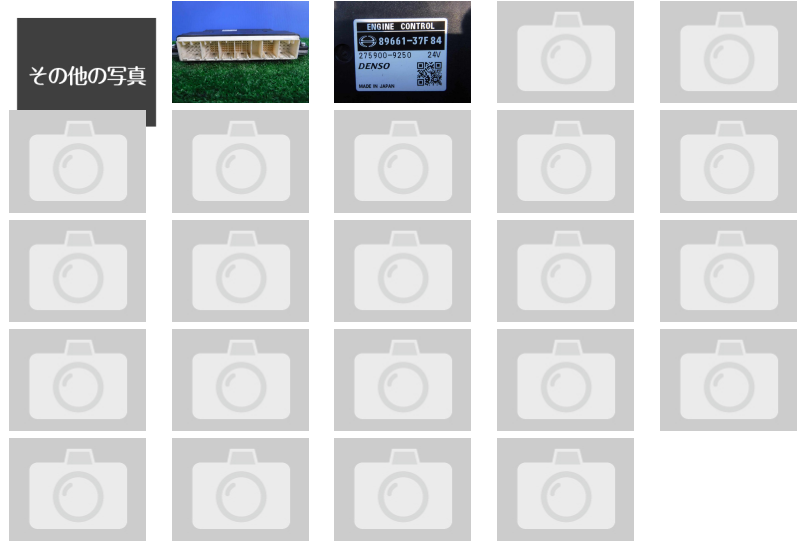 その他の写真
ENGINE CONTROL
89661-37F84
275900-9250 24V
DENSO
MADE IN JAPAN